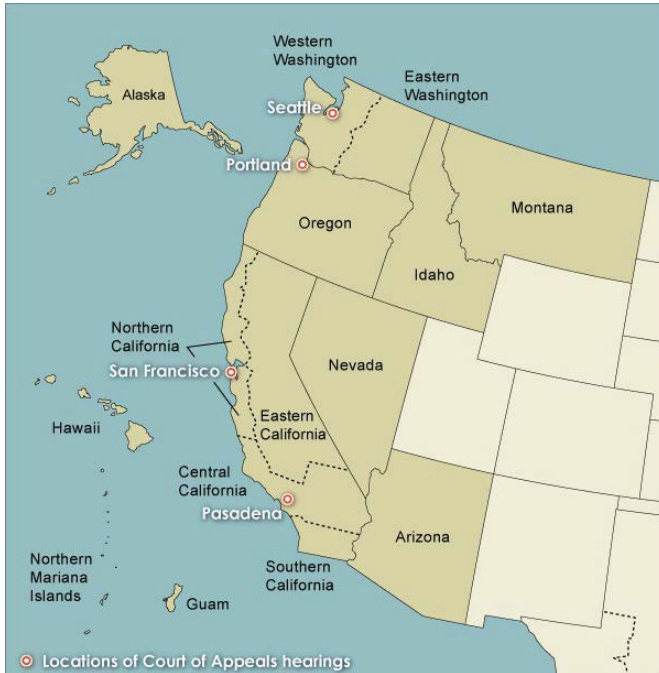 Western
Washington
Eastern
Washington
Alaska
Seattle
Portland
Montana
Oregon
Idaho
Northern
California
San Francisco
Nevada
Hawaii
Eastern
California
Central
California
Pasadena
Arizona
Northern
Mariana
Islands
Guam
Southern
California
Locations of Court of Appeals hearings